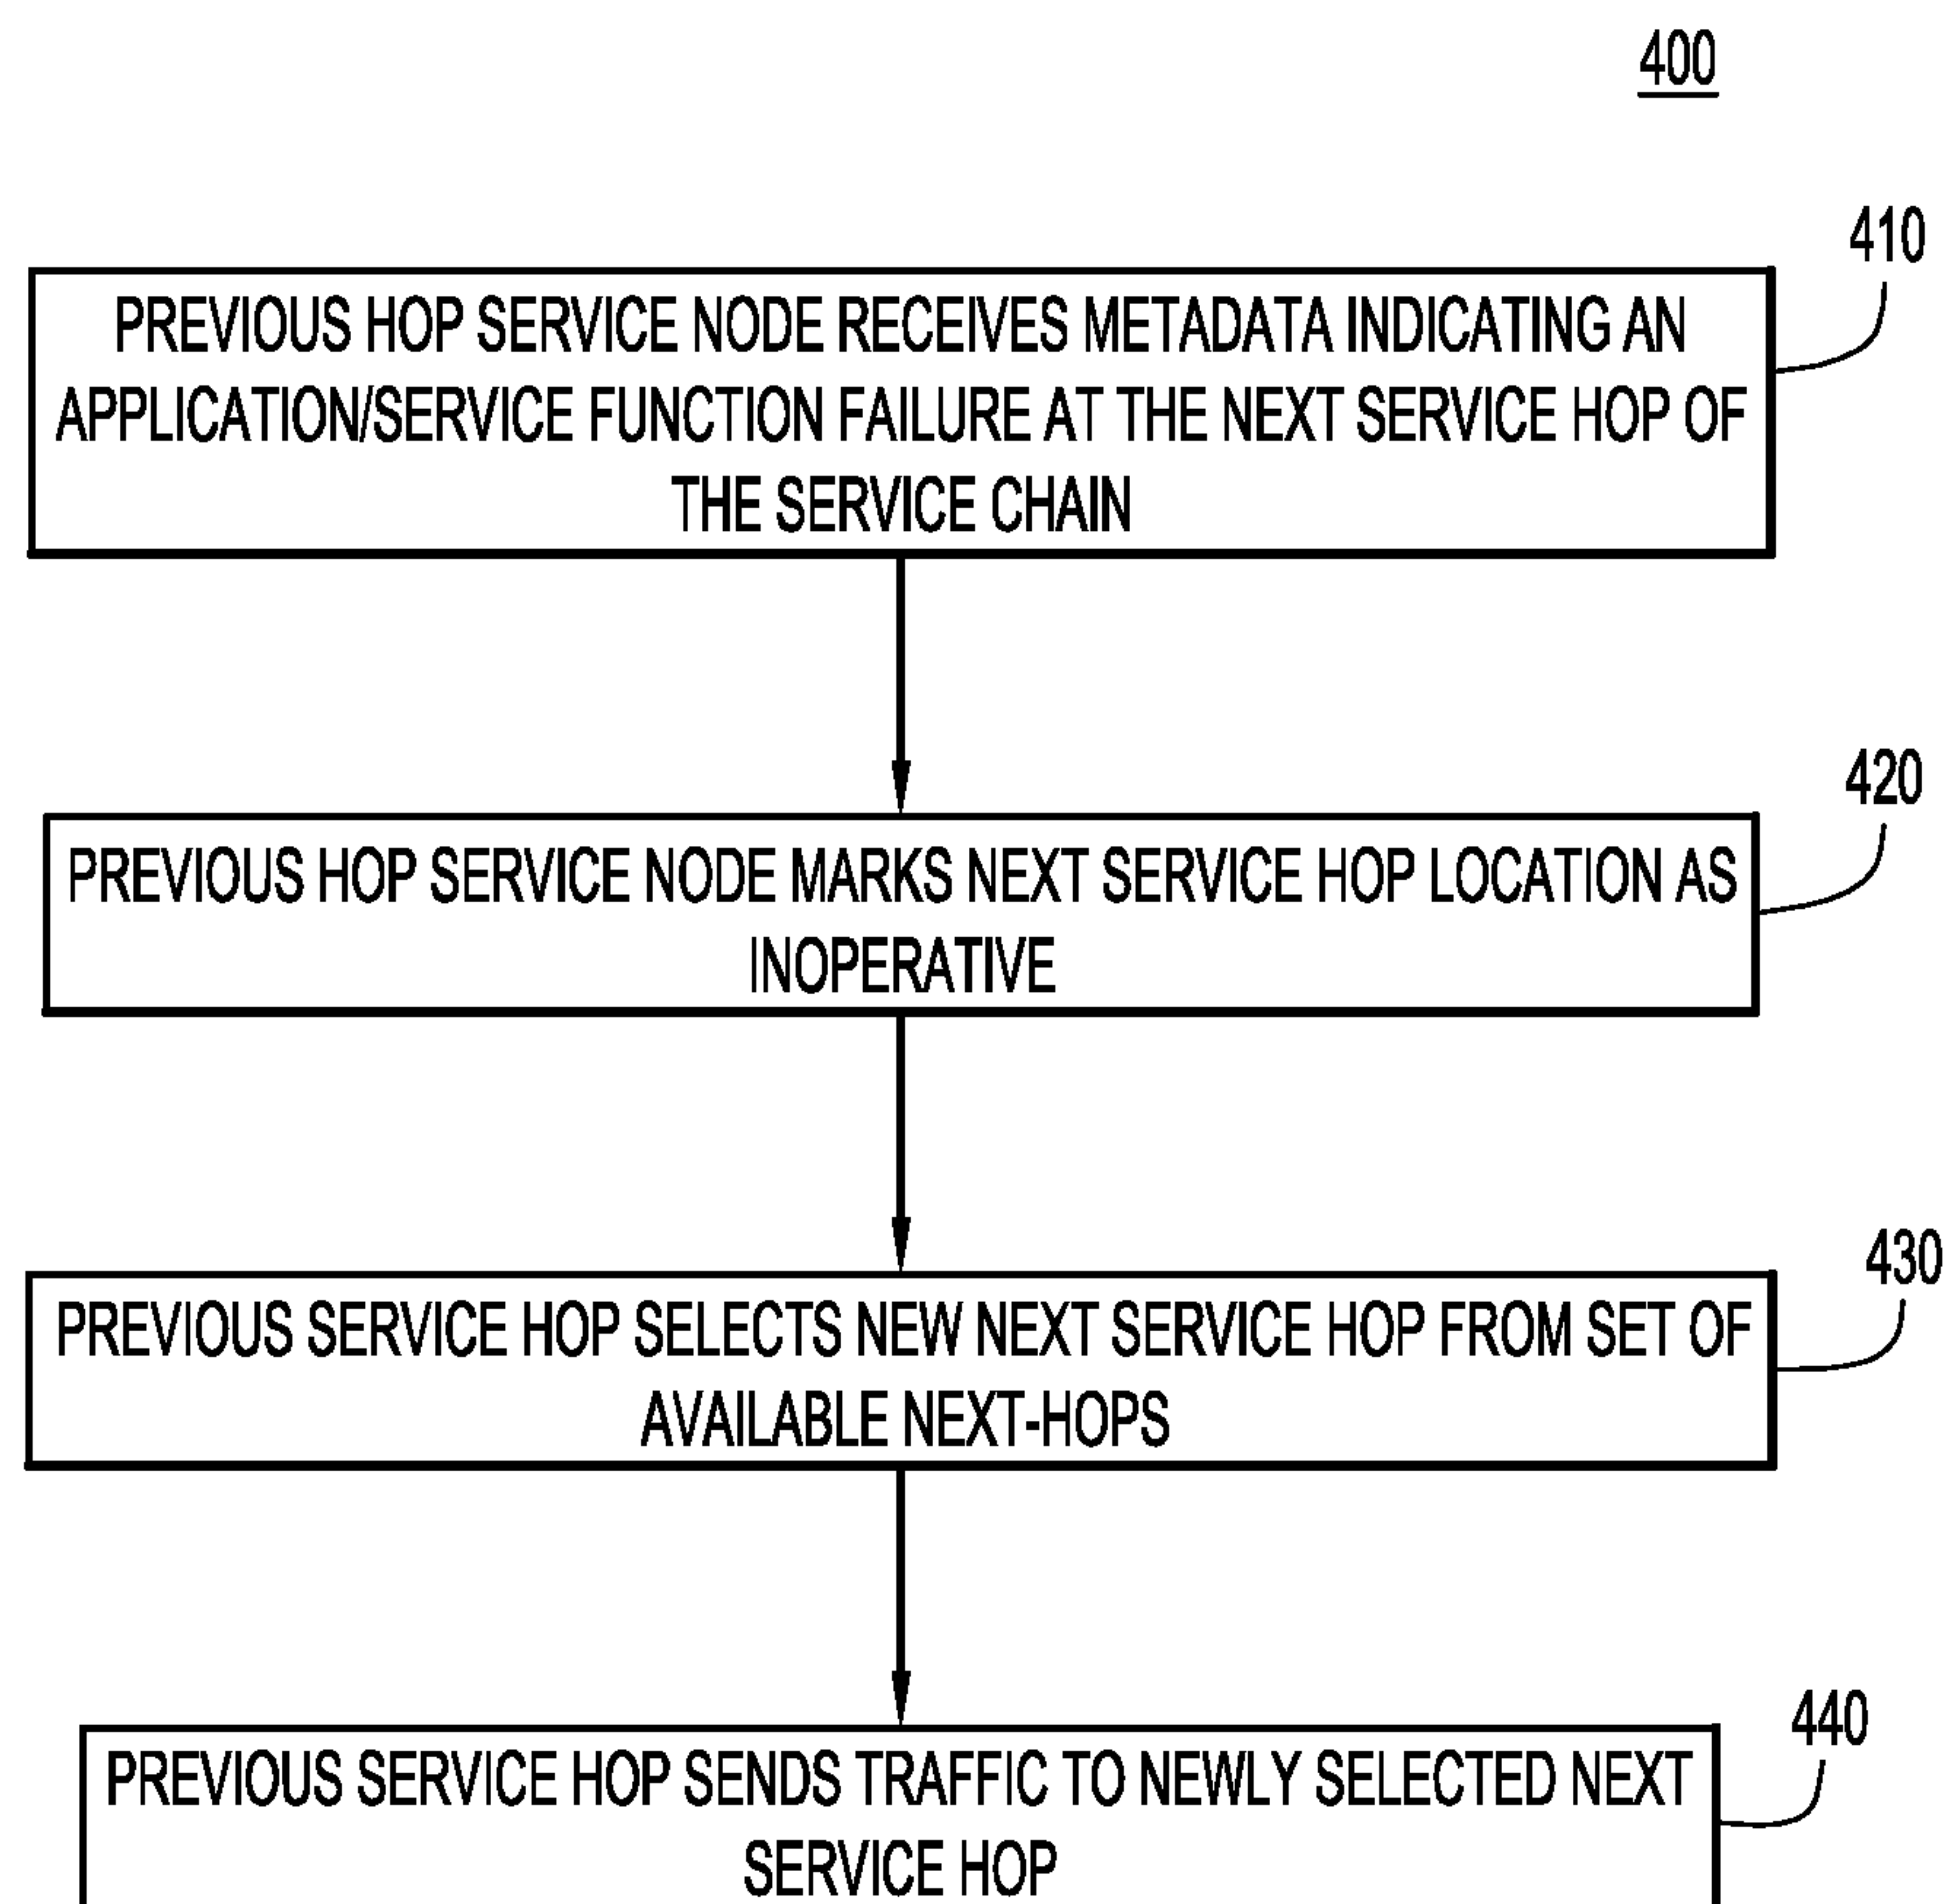 400
410
PREVIOUS HOP SERVICE NODE RECEIVES METADATA INDICATING AN
APPLICATION/SERVICE FUNCTION FAILURE AT THE NEXT SERVICE HOP OF
THE SERVICE CHAIN
420
PREVIOUS HOP SERVICE NODE MARKS NEXT SERVICE HOP LOCATION AS
INOPERATIVE
430
PREVIOUS SERVICE HOP SELECTS NEW NEXT SERVICE HOP FROM SET OF
AVAILABLE NEXT-HOPS
440
PREVIOUS SERVICE HOP SENDS TRAFFIC TO NEWLY SELECTED NEXT
SERVICE HOP